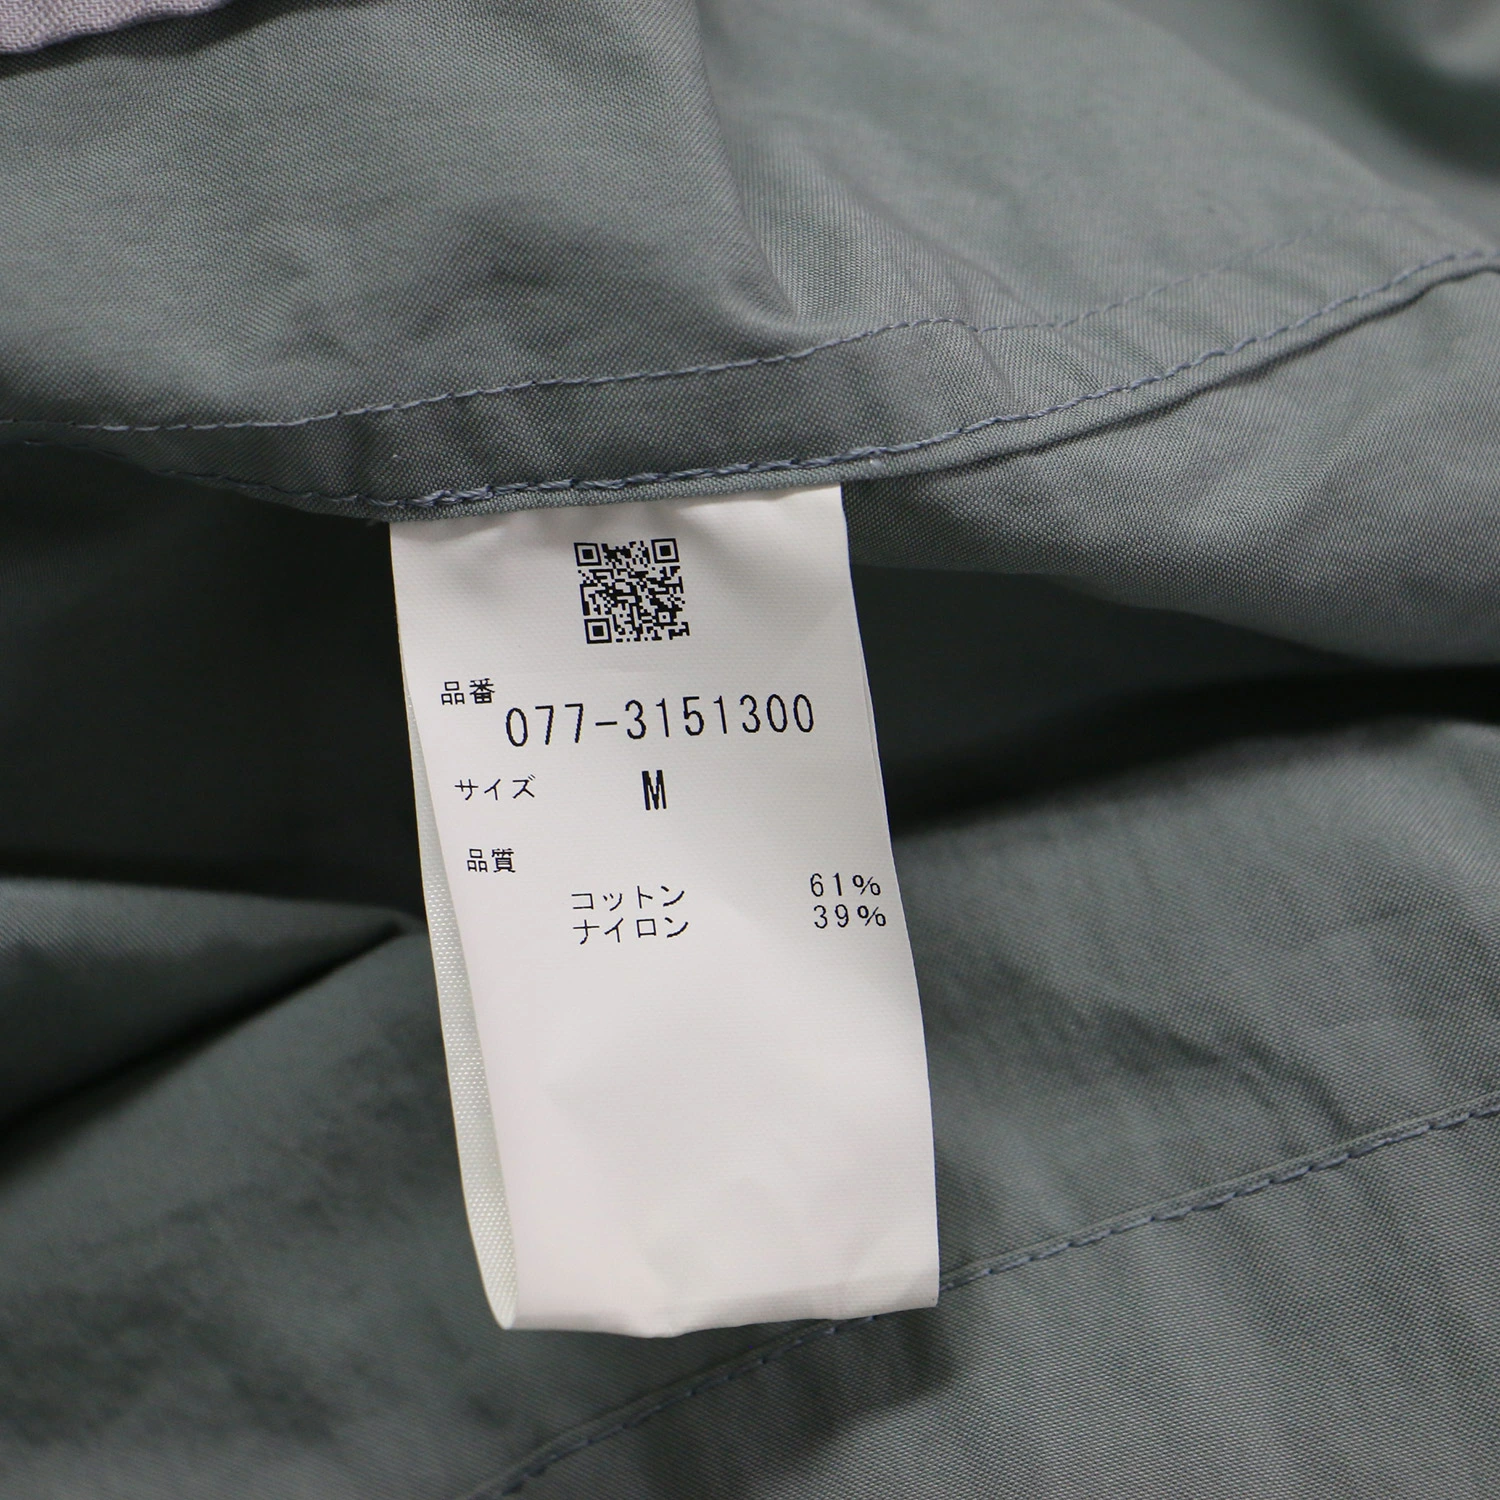 品番
077-3151300
サイズ M
品質
コットン 61%
ナイロン 39%